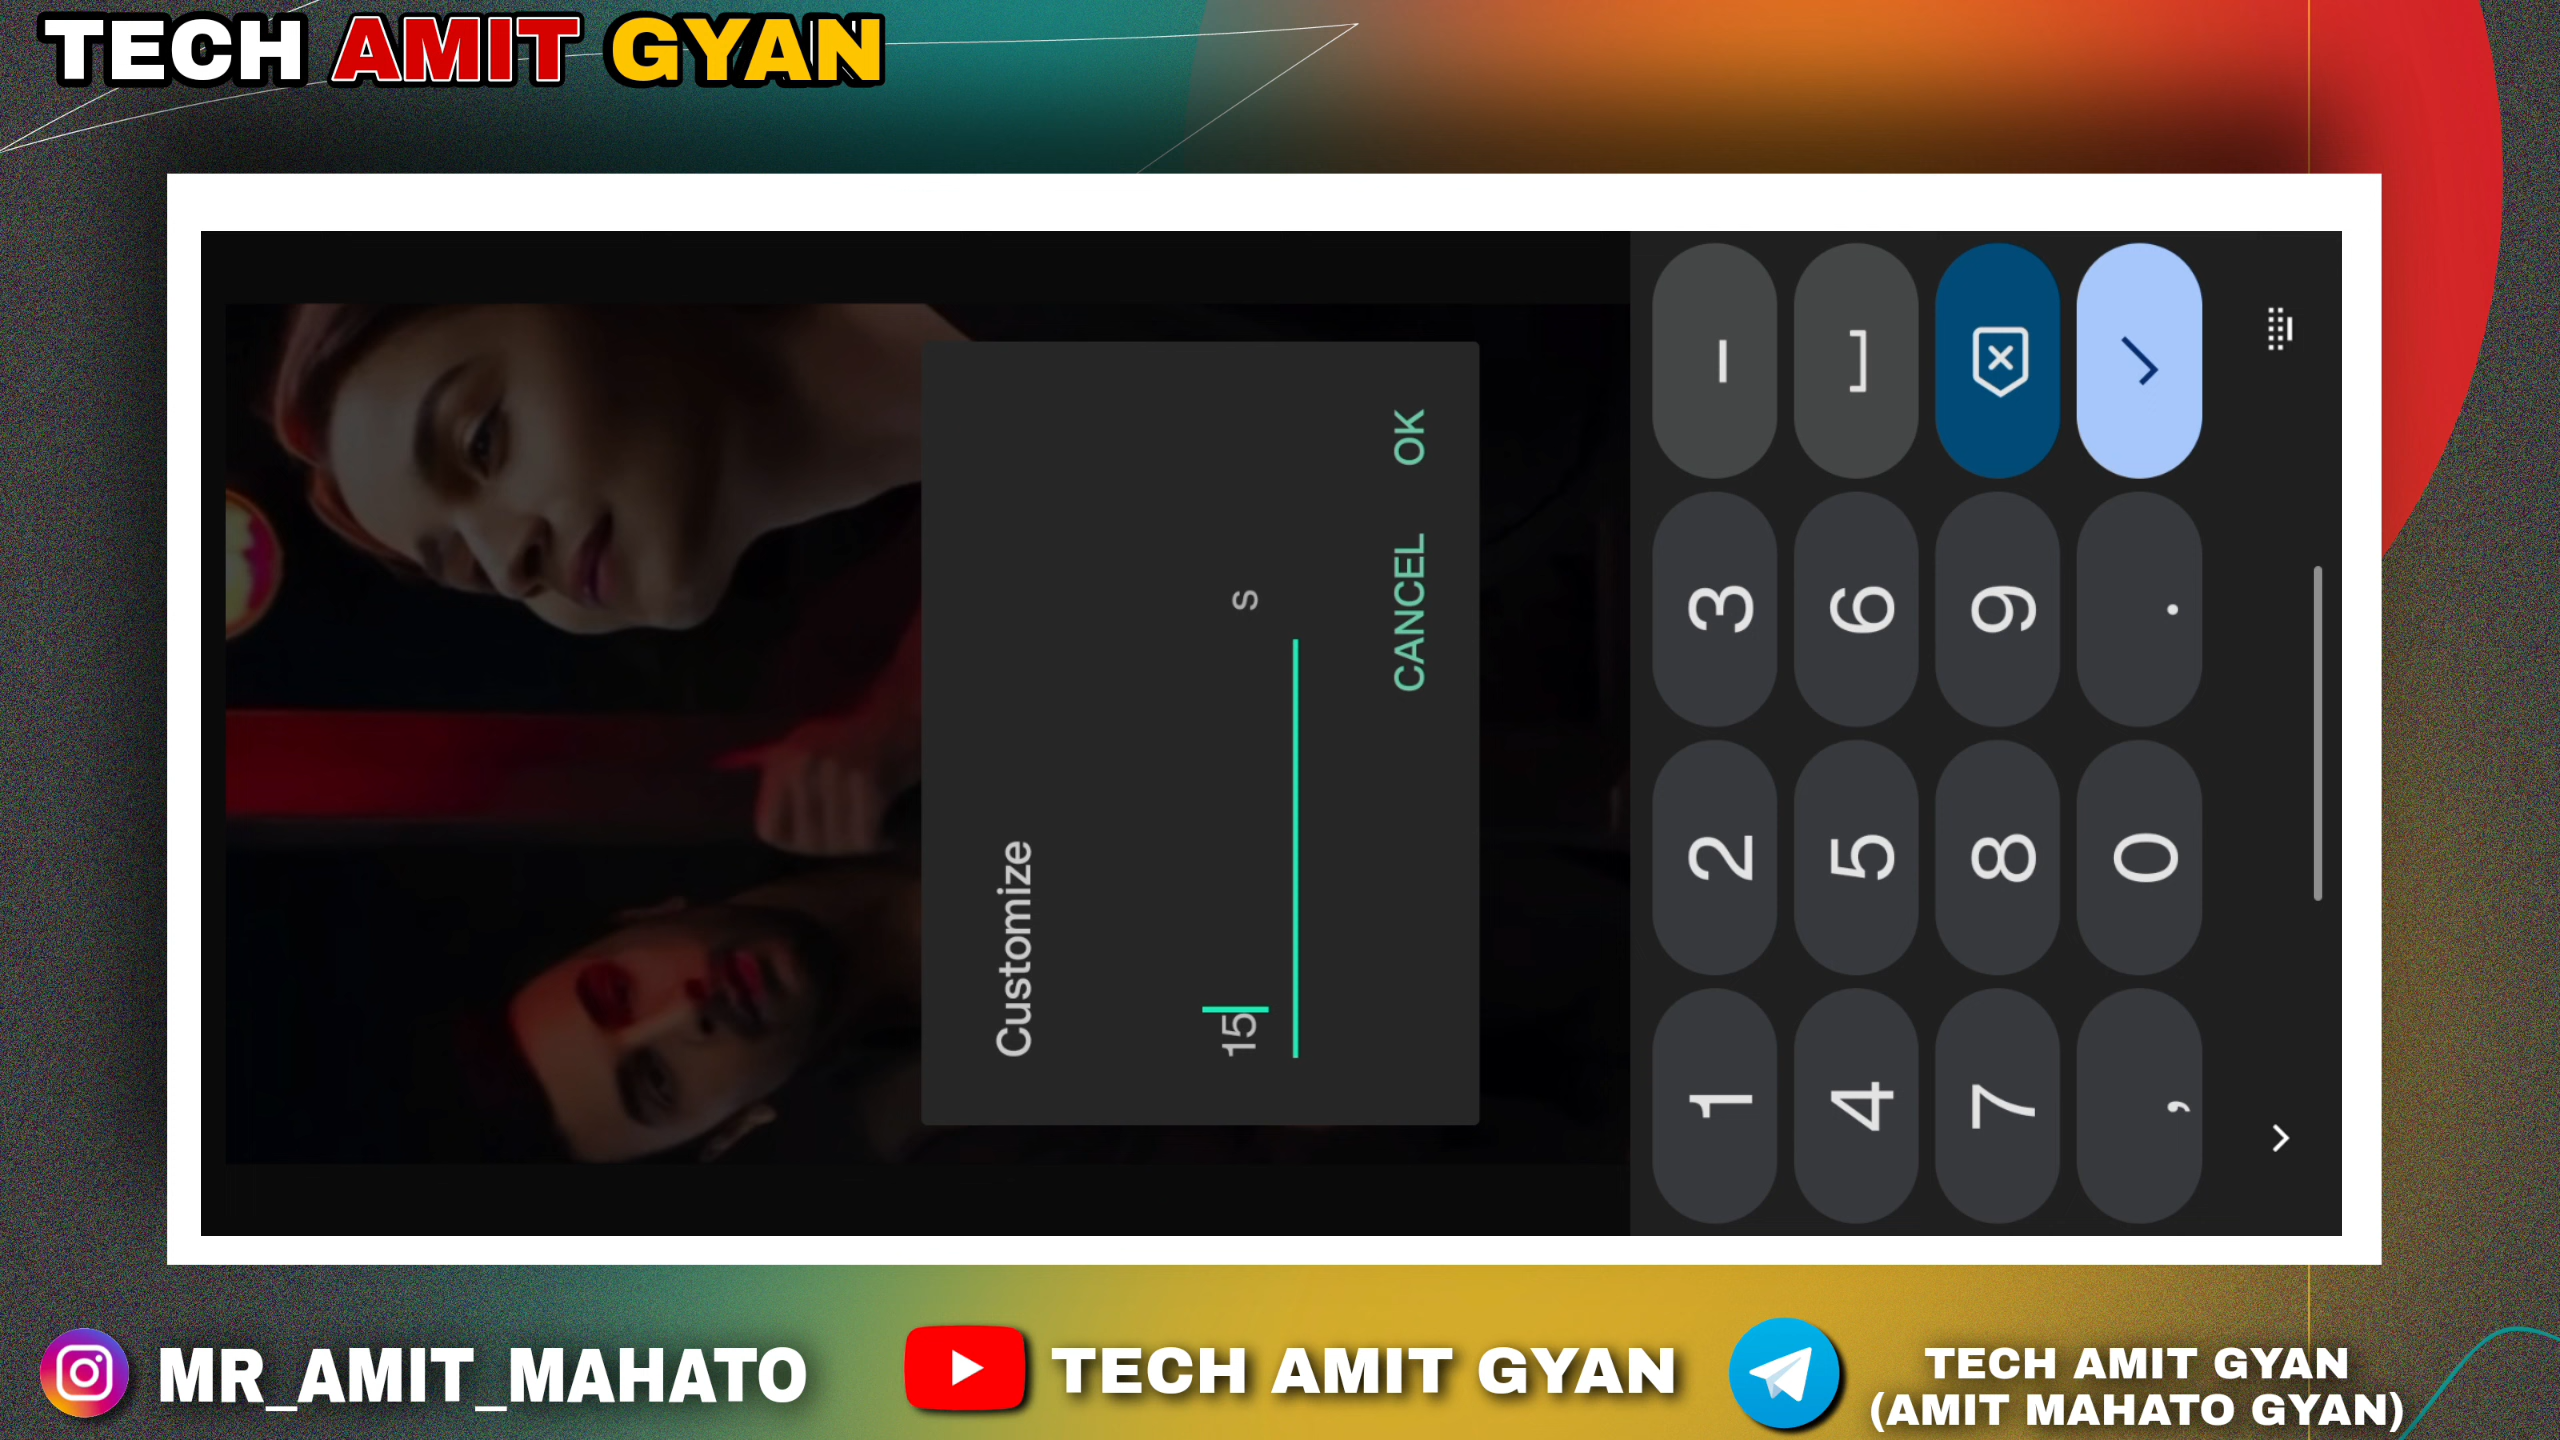 TECH AMIT GYAN
Customize
15 s
CANCEL OK
1 2 3 -
4 5 6
7 8 9
, 0 .
MR_AMIT_MAHATO
TECH AMIT GYAN
TECH AMIT GYAN
(AMIT MAHATO GYAN)